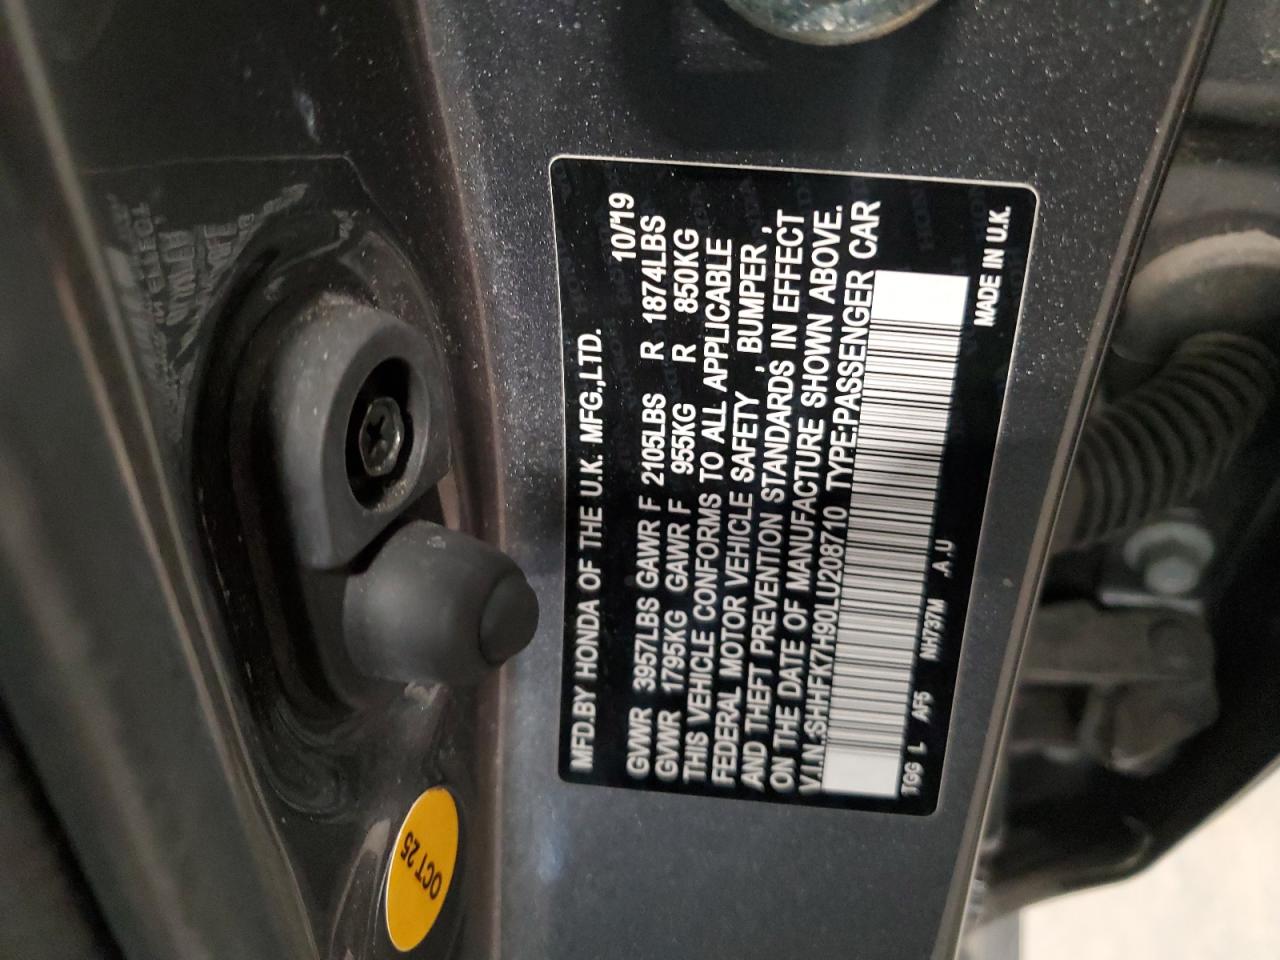 MFD.BY HONDA OF THE U.K. MFG.,LTD. 10/19
GVWR 3957LBS GAWR F 2105LBS R 1874LBS
GVWR 1795KG GAWR F 955KG R 850KG
THIS VEHICLE CONFORMS TO ALL APPLICABLE
FEDERAL MOTOR VEHICLE SAFETY , BUMPER ,
AND THEFT PREVENTION STANDARDS IN EFFECT
ON THE DATE OF MANUFACTURE SHOWN ABOVE.
V.I.N.:SHHFK7H90LU208710 TYPE:PASSENGER CAR
TGG L AF5 NH737M .A .U MADE IN U.K.
OCT 25